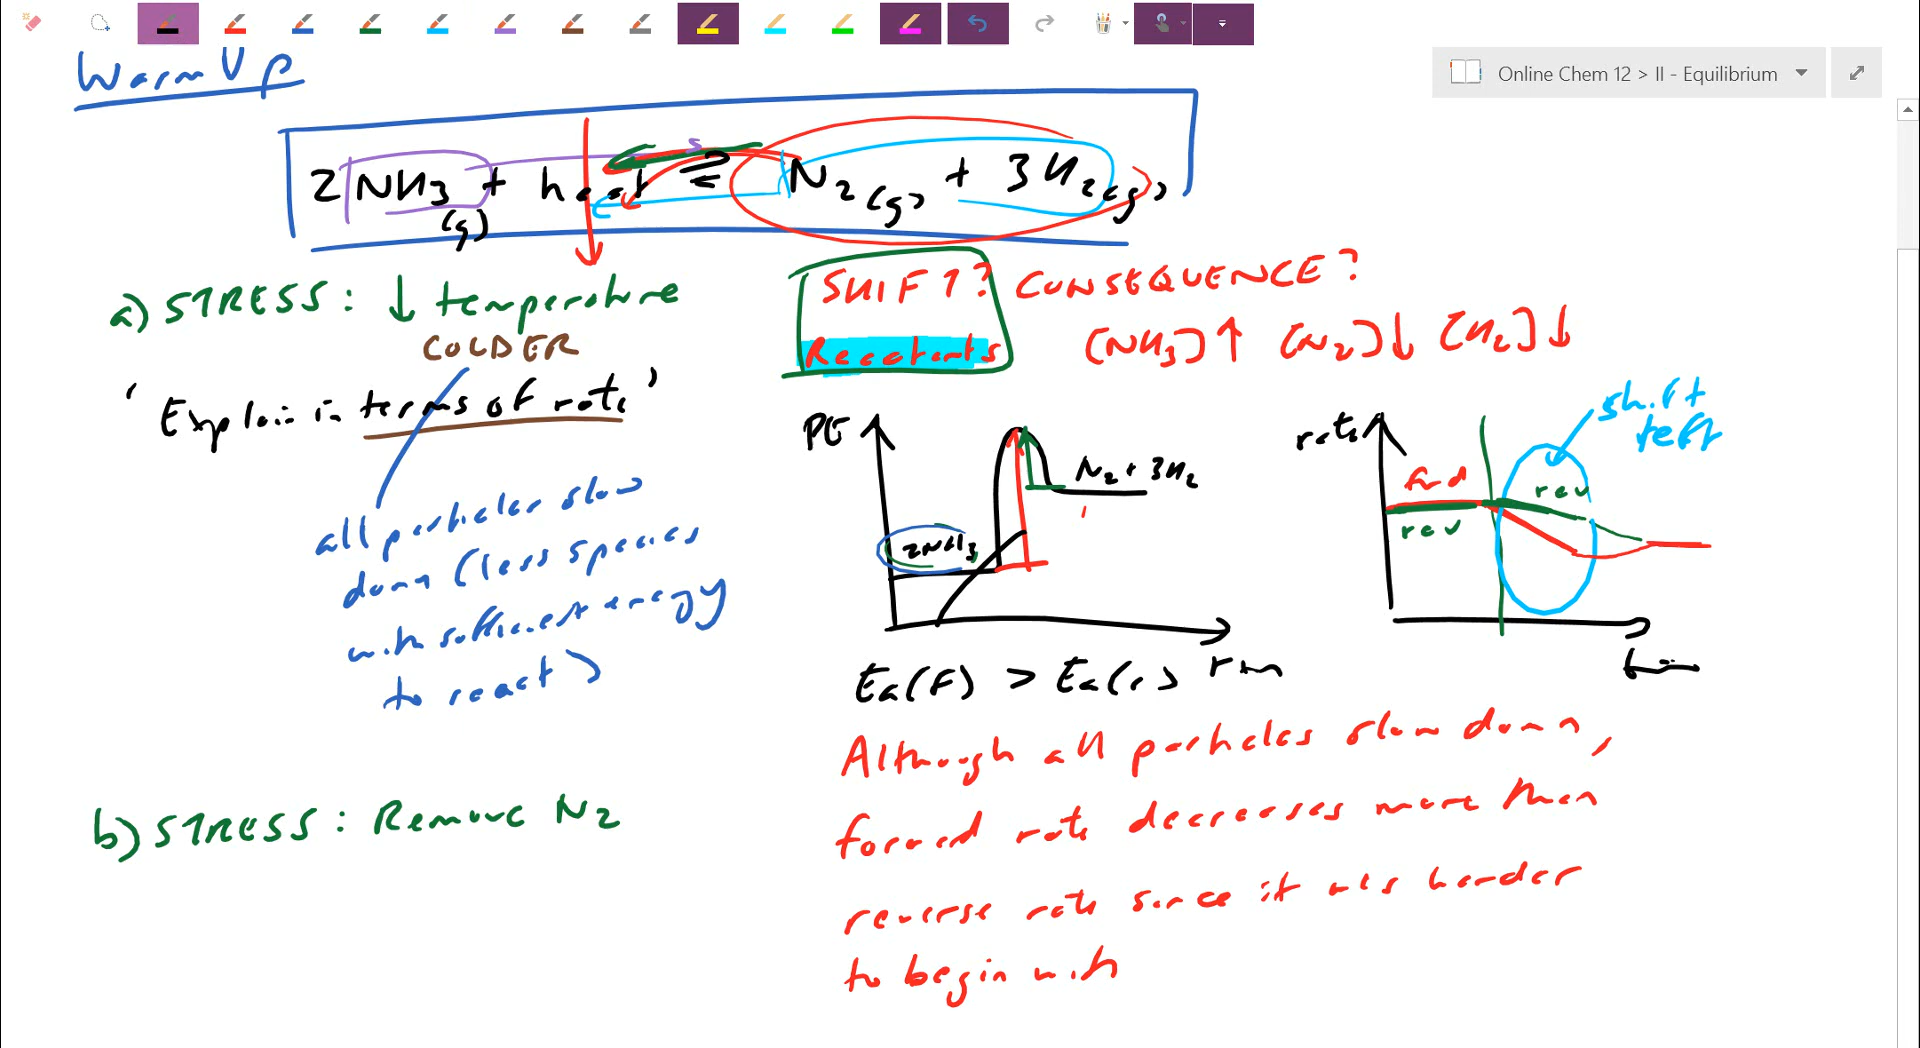 Online Chem 12 > II - Equilibrium
Warm Up
2NH3(g) + heat ⇌ N2(g) + 3H2(g)
a) STRESS: ↓ temperature
COLDER
SHIFT? CONSEQUENCE?
Reactants
[NH3]↑ [N2]↓ [H2]↓
'Explain in terms of rate'
all particles slow
down (less species
with sufficient energy
to react)
PE
2NH3
N2 + 3H2
rxn
Ea(F) > Ea(r)
rate
fwd
rev
rev
shift
left
Although all particles slow down,
forward rate decreases more than
reverse rate since it was harder
to begin with
b) STRESS: Remove N2